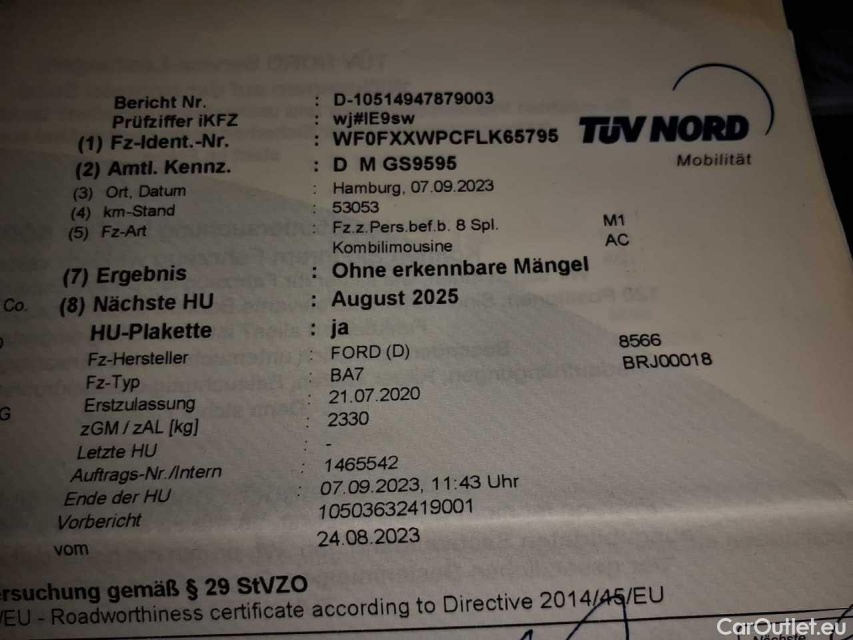 Bericht Nr. : D-10514947879003
Prüfziffer iKFZ : wj#IE9sw
(1) Fz-Ident.-Nr. : WF0FXXWPCFLK65795
TÜV NORD
Mobilität
(2) Amtl. Kennz. : D M GS9595
(3) Ort, Datum : Hamburg, 07.09.2023
(4) km-Stand : 53053
(5) Fz-Art : Fz.z.Pers.bef.b. 8 Spl. M1
Kombilimousine AC
(7) Ergebnis : Ohne erkennbare Mängel
Co. (8) Nächste HU : August 2025
HU-Plakette : ja
Fz-Hersteller : FORD (D) 8566
Fz-Typ : BA7 BRJ00018
Erstzulassung : 21.07.2020
zGM / zAL [kg] : 2330
Letzte HU : -
Auftrags-Nr./Intern : 1465542
Ende der HU : 07.09.2023, 11:43 Uhr
Vorbericht 10503632419001
vom 24.08.2023
ersuchung gemäß § 29 StVZO
/EU - Roadworthiness certificate according to Directive 2014/45/EU
CarOutlet.eu